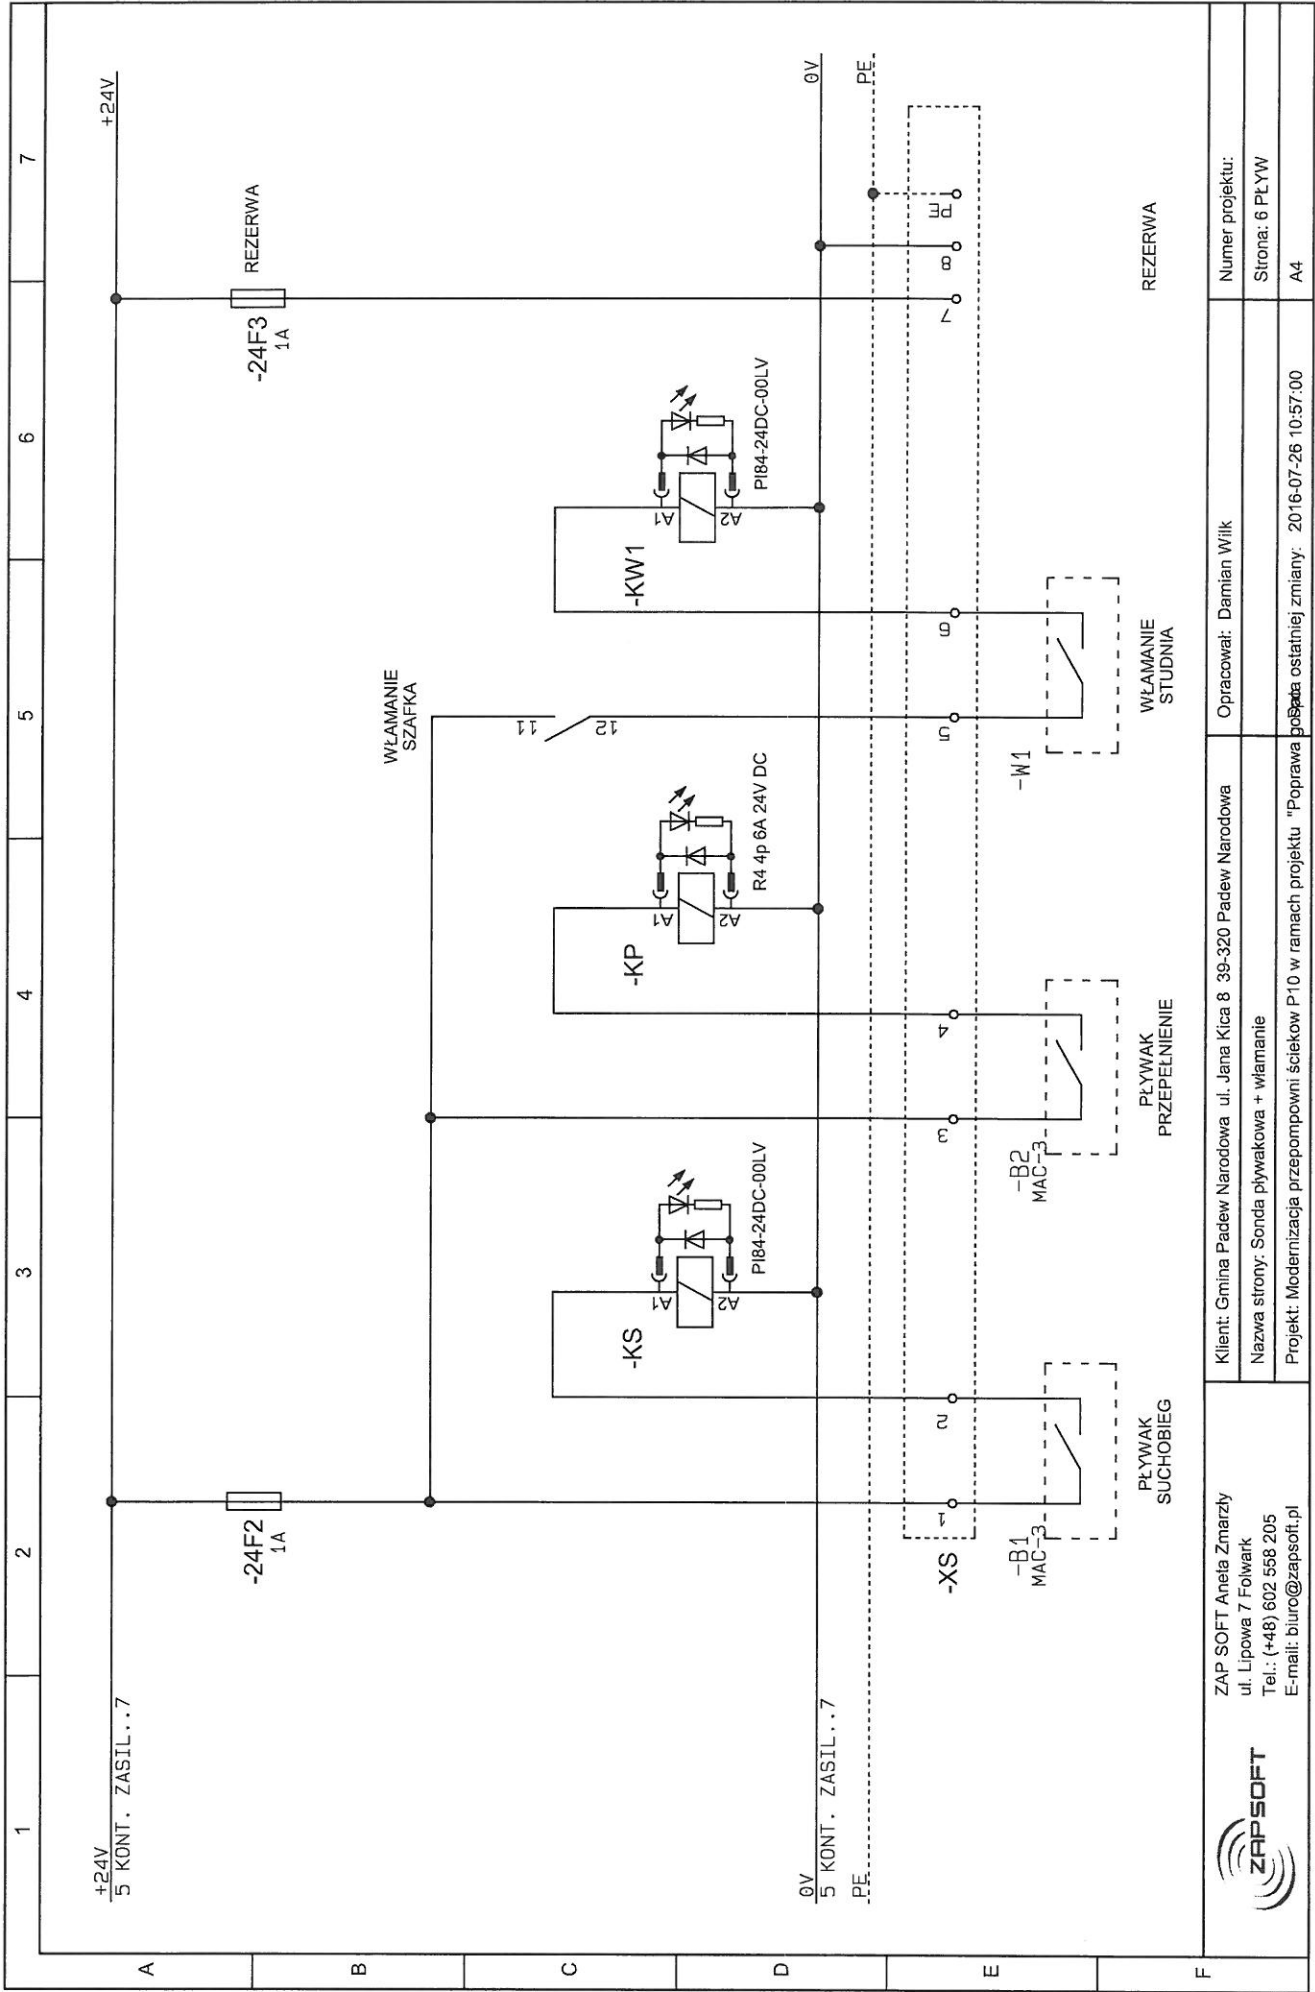 1
2
3
4
5
6
7
A
B
C
D
E
F
+24V
5 KONT. ZASIL..7
+24V
-24F2
1A
-24F3
1A
REZERWA
WŁAMANIE
SZAFKA
11
12
-KS
A1
A2
PI84-24DC-00LV
-KP
A1
A2
R4 4p 6A 24V DC
-KW1
A1
A2
PI84-24DC-00LV
0V
5 KONT. ZASIL..7
0V
PE
PE
-XS
1
2
3
4
5
6
7
8
PE
-B1
MAC-3
-B2
MAC-3
-W1
PŁYWAK
SUCHOBIEG
PŁYWAK
PRZEPEŁNIENIE
WŁAMANIE
STUDNIA
REZERWA
ZAPSOFT
ZAP SOFT Aneta Zmarzły
ul. Lipowa 7 Folwark
Tel.: (+48) 602 558 205
E-mail: biuro@zapsoft.pl
Klient: Gmina Padew Narodowa ul. Jana Kica 8 39-320 Padew Narodowa
Opracował: Damian Wilk
Numer projektu:
Nazwa strony: Sonda pływakowa + włamanie
Strona: 6 PŁYW
Projekt: Modernizacja przepompowni ścieków P10 w ramach projektu "Poprawa
ostatniej zmiany: 2016-07-26 10:57:00
A4